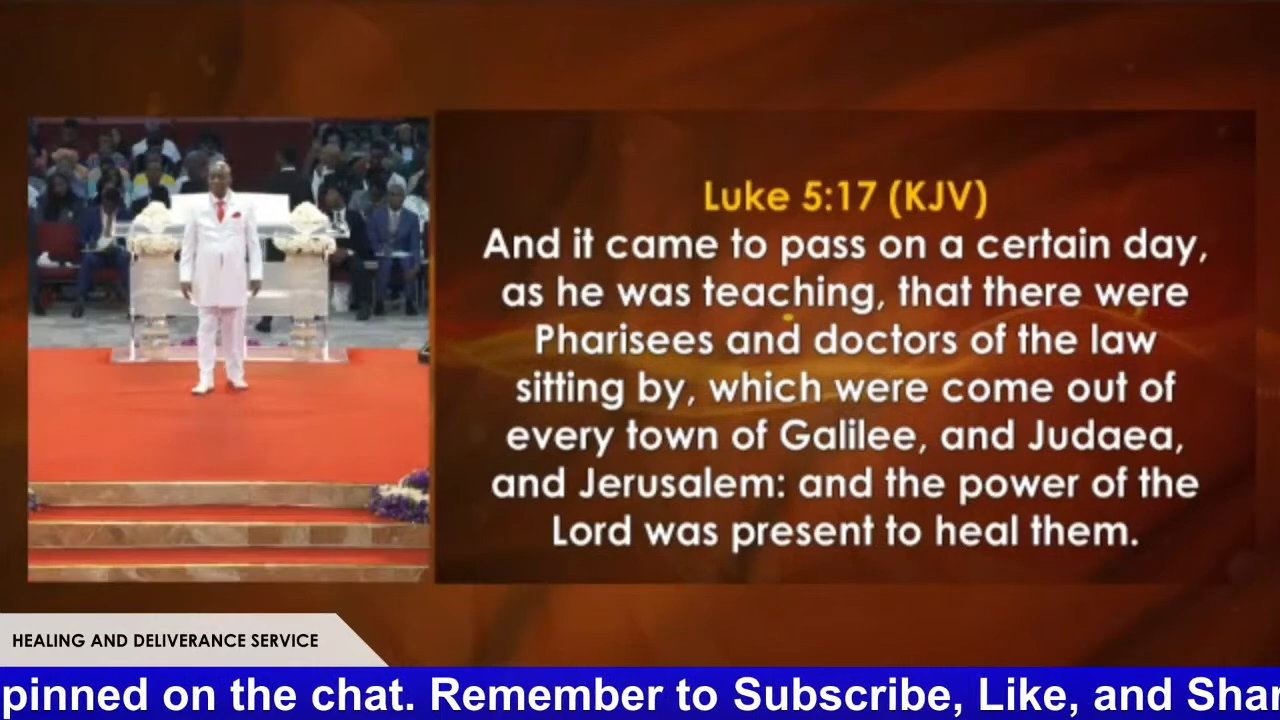 Luke 5:17 (KJV)
And it came to pass on a certain day,
as he was teaching, that there were
Pharisees and doctors of the law
sitting by, which were come out of
every town of Galilee, and Judaea,
and Jerusalem: and the power of the
Lord was present to heal them.
HEALING AND DELIVERANCE SERVICE
pinned on the chat. Remember to Subscribe, Like, and Shar